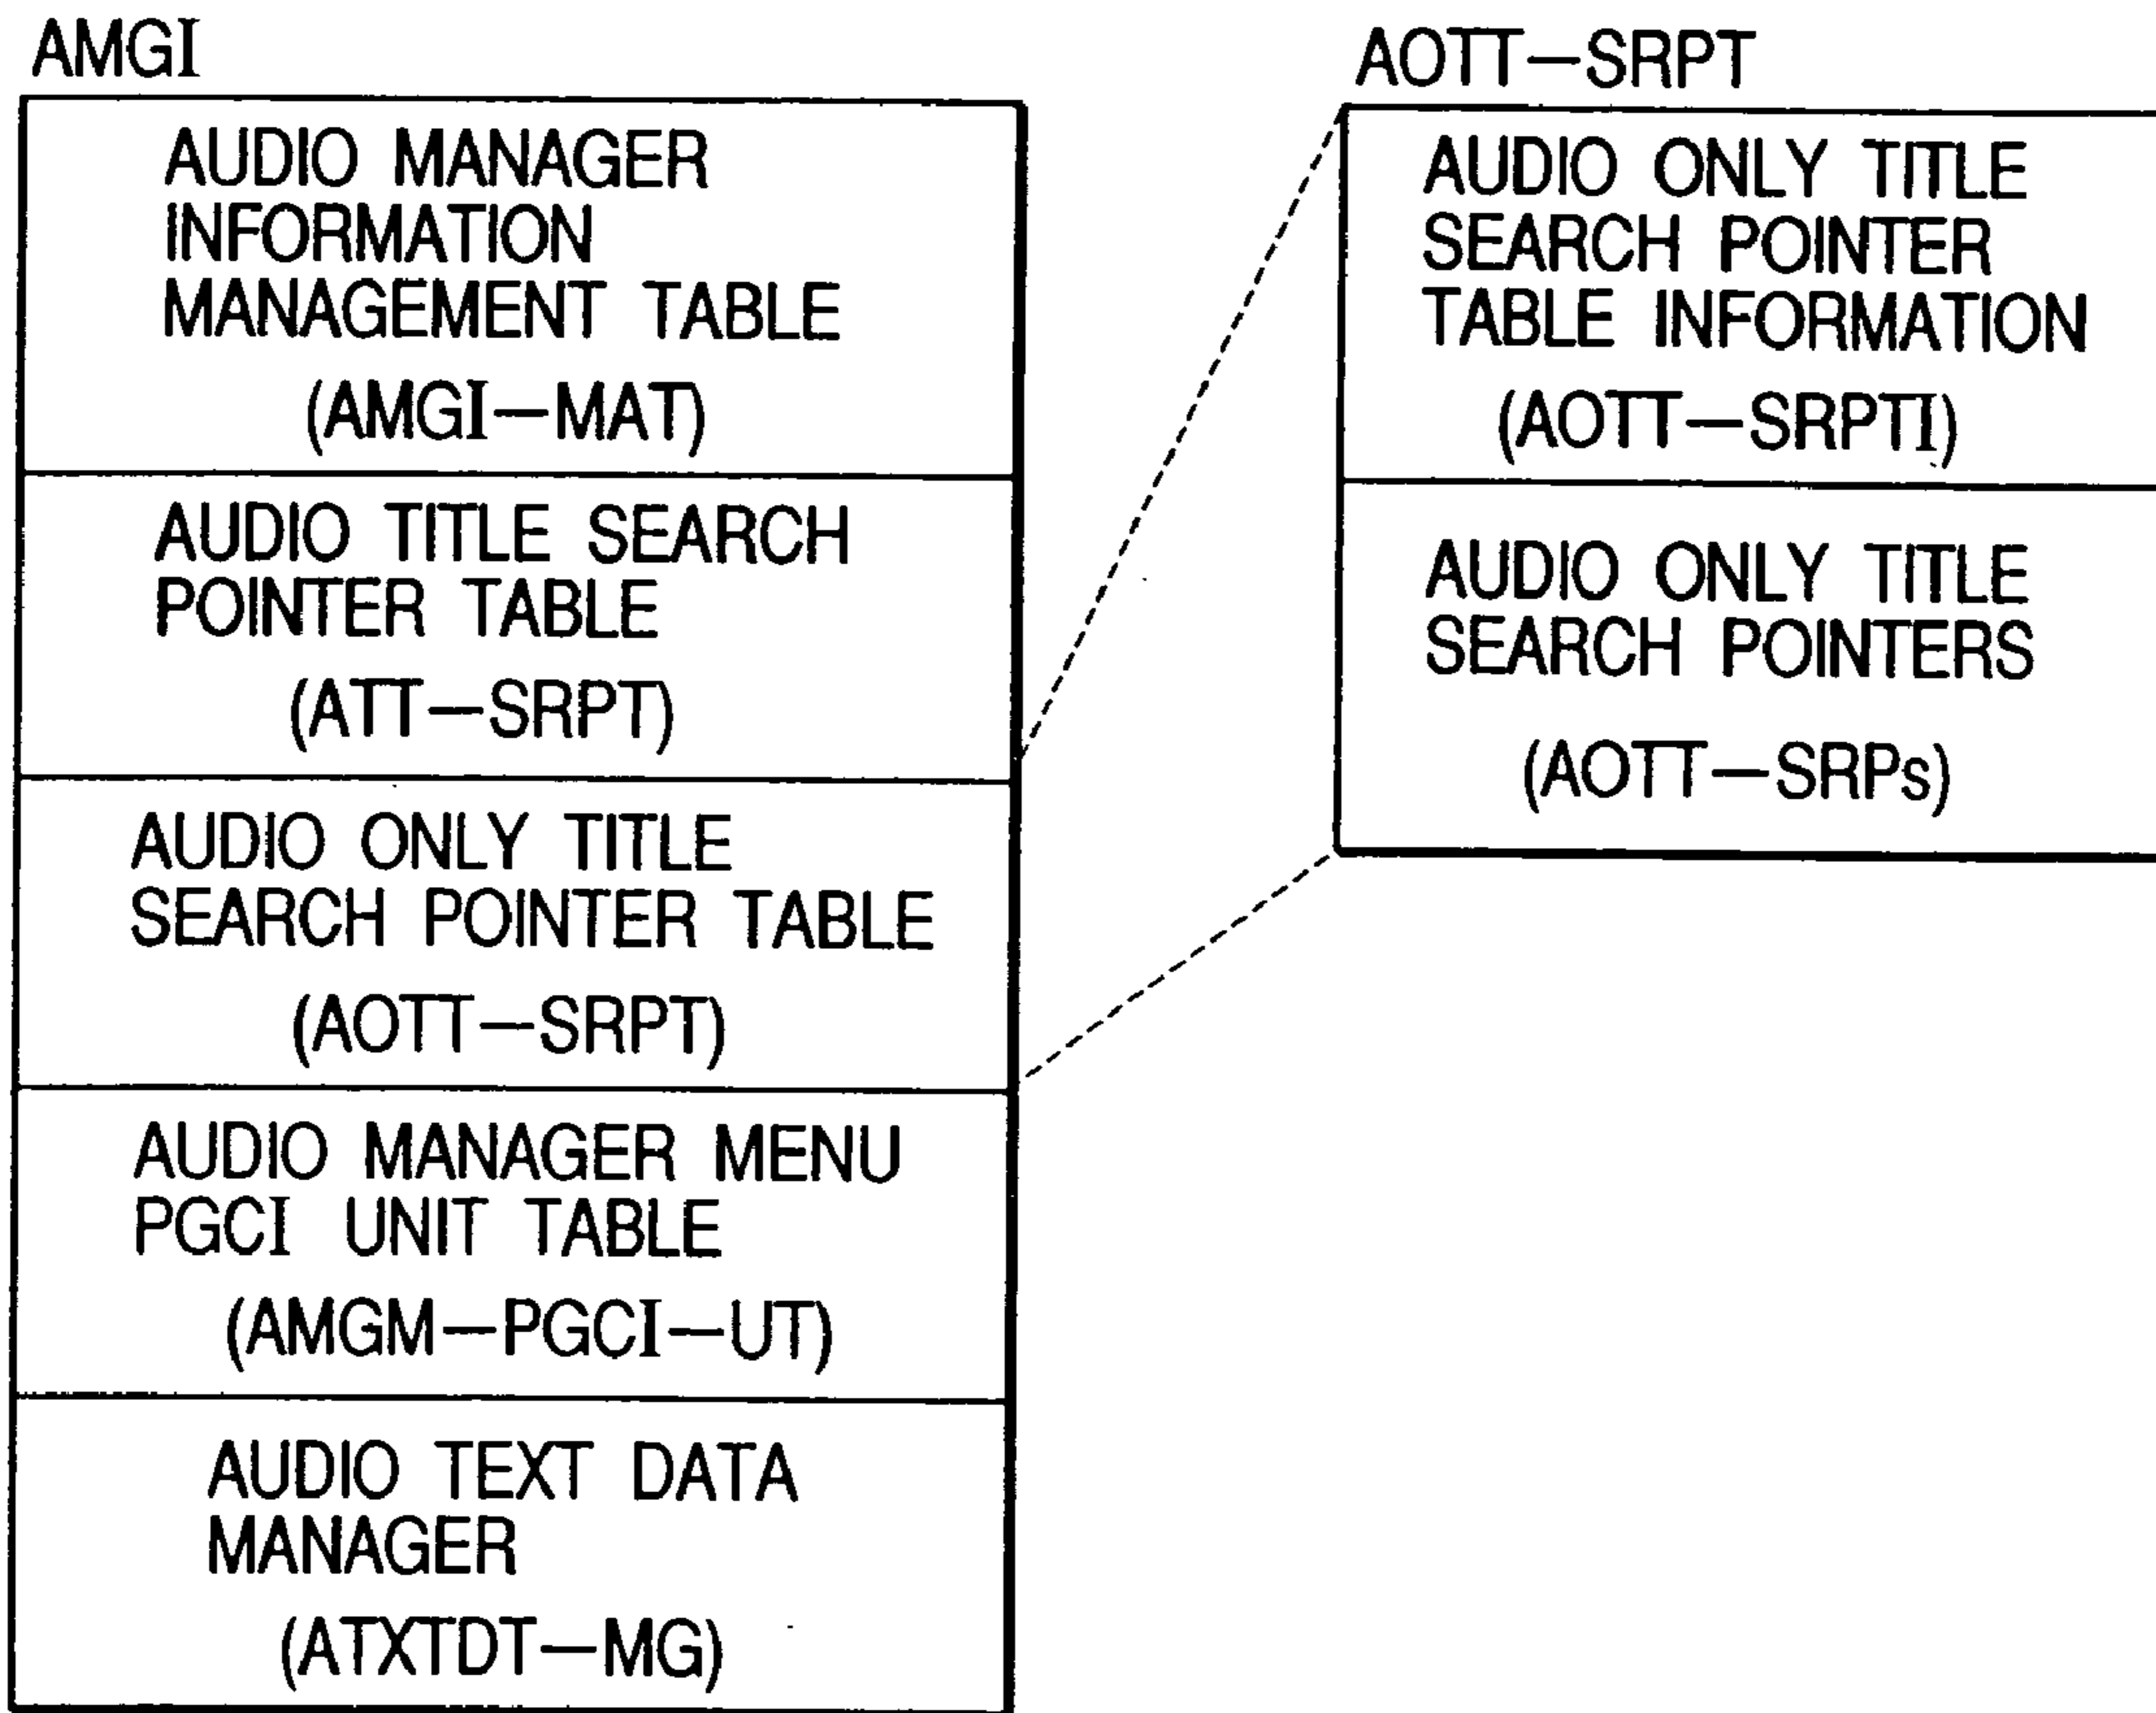 AMGI
AUDIO MANAGER
INFORMATION
MANAGEMENT TABLE
(AMGI—MAT)
AUDIO TITLE SEARCH
POINTER TABLE
(ATT—SRPT)
AUDIO ONLY TITLE
SEARCH POINTER TABLE
(AOTT—SRPT)
AUDIO MANAGER MENU
PGCI UNIT TABLE
(AMGM—PGCI—UT)
AUDIO TEXT DATA
MANAGER
(ATXTDT—MG)
AOTT—SRPT
AUDIO ONLY TITLE
SEARCH POINTER
TABLE INFORMATION
(AOTT—SRPTI)
AUDIO ONLY TITLE
SEARCH POINTERS
(AOTT—SRPs)